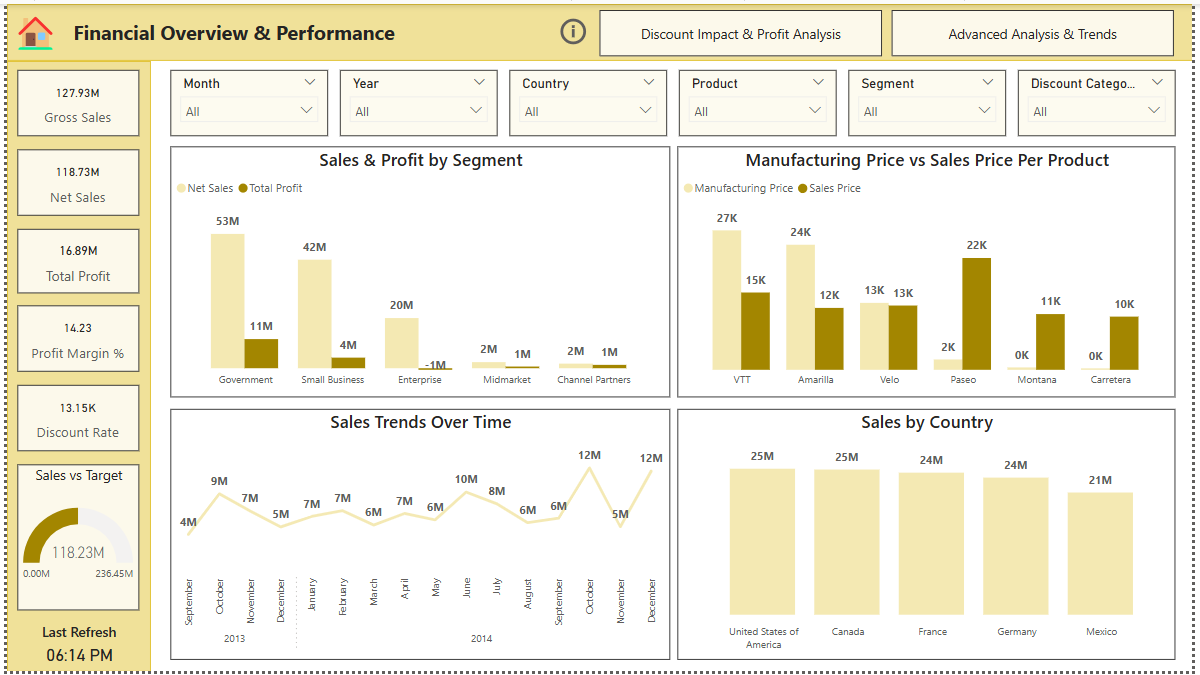 Financial Overview & Performance
i
Discount Impact & Profit Analysis
Advanced Analysis & Trends
127.93M
Gross Sales
118.73M
Net Sales
16.89M
Total Profit
14.23
Profit Margin %
13.15K
Discount Rate
Sales vs Target
118.23M
0.00M 236.45M
Last Refresh
06:14 PM
Month
All
Year
All
Country
All
Product
All
Segment
All
Discount Catego...
All
Sales & Profit by Segment
Net Sales Total Profit
53M
11M
42M
4M
20M
-1M
2M
1M
2M
1M
Government Small Business Enterprise Midmarket Channel Partners
Manufacturing Price vs Sales Price Per Product
Manufacturing Price Sales Price
27K
15K
24K
12K
13K
13K
2K
22K
0K
11K
0K
10K
VTT Amarilla Velo Paseo Montana Carretera
Sales Trends Over Time
4M
9M
7M
5M
7M
7M
6M
7M
6M
10M
8M
6M
6M
12M
5M
12M
September
October
November
December
January
February
March
April
May
June
July
August
September
October
November
December
2013 2014
Sales by Country
25M
25M
24M
24M
21M
United States of
America
Canada
France
Germany
Mexico